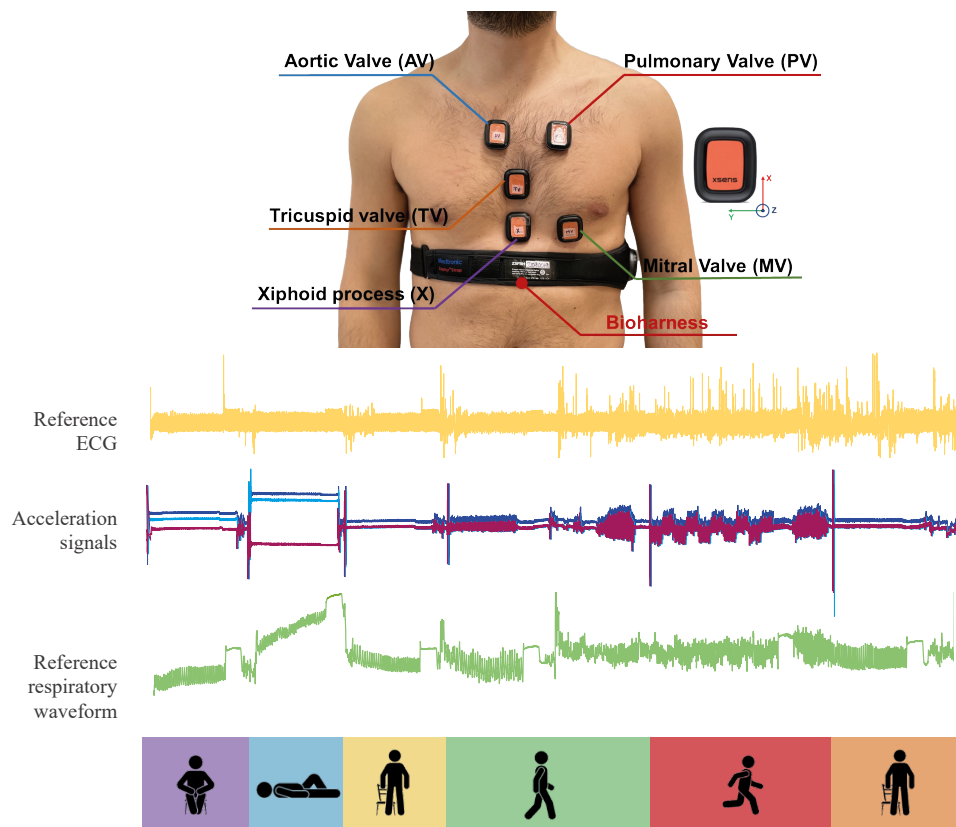 Aortic Valve (AV)
Pulmonary Valve (PV)
xsens
X
Y
Z
Tricuspid valve (TV)
Mitral Valve (MV)
Xiphoid process (X)
Bioharness
Reference
ECG
Acceleration
signals
Reference
respiratory
waveform